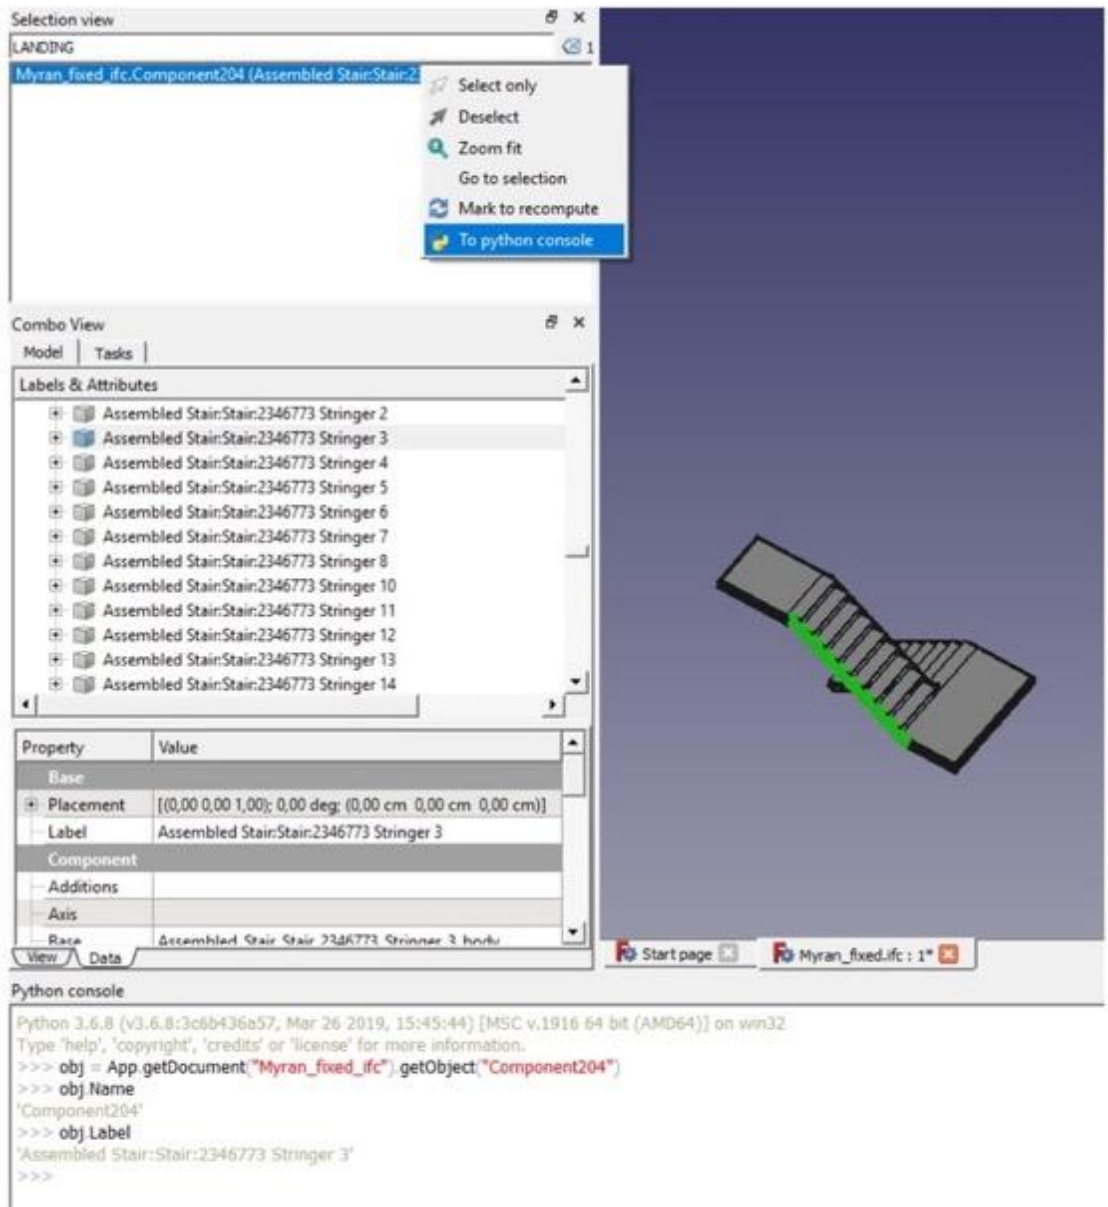 Selection view
LANDING
1
Myran_fixed_ifc.Component204 (Assembled Stair:Stair:2
Select only
Deselect
Zoom fit
Go to selection
Mark to recompute
To python console
Combo View
Model Tasks
Labels & Attributes
Assembled Stair:Stair:2346773 Stringer 2
Assembled Stair:Stair:2346773 Stringer 3
Assembled Stair:Stair:2346773 Stringer 4
Assembled Stair:Stair:2346773 Stringer 5
Assembled Stair:Stair:2346773 Stringer 6
Assembled Stair:Stair:2346773 Stringer 7
Assembled Stair:Stair:2346773 Stringer 8
Assembled Stair:Stair:2346773 Stringer 10
Assembled Stair:Stair:2346773 Stringer 11
Assembled Stair:Stair:2346773 Stringer 12
Assembled Stair:Stair:2346773 Stringer 13
Assembled Stair:Stair:2346773 Stringer 14
Property Value
Base
Placement [(0,00 0,00 1,00); 0,00 deg; (0,00 cm 0,00 cm 0,00 cm)]
Label Assembled Stair:Stair:2346773 Stringer 3
Component
Additions
Axis
Base Assembled_Stair_Stair_2346773_Stringer_3_body
View Data
Start page Myran_fixed.ifc : 1*
Python console
Python 3.6.8 (v3.6.8:3c6b436a57, Mar 26 2019, 15:45:44) [MSC v.1916 64 bit (AMD64)] on win32
Type 'help', 'copyright', 'credits' or 'license' for more information.
>>> obj = App.getDocument("Myran_fixed_ifc").getObject("Component204")
>>> obj.Name
'Component204'
>>> obj.Label
'Assembled Stair:Stair:2346773 Stringer 3'
>>>